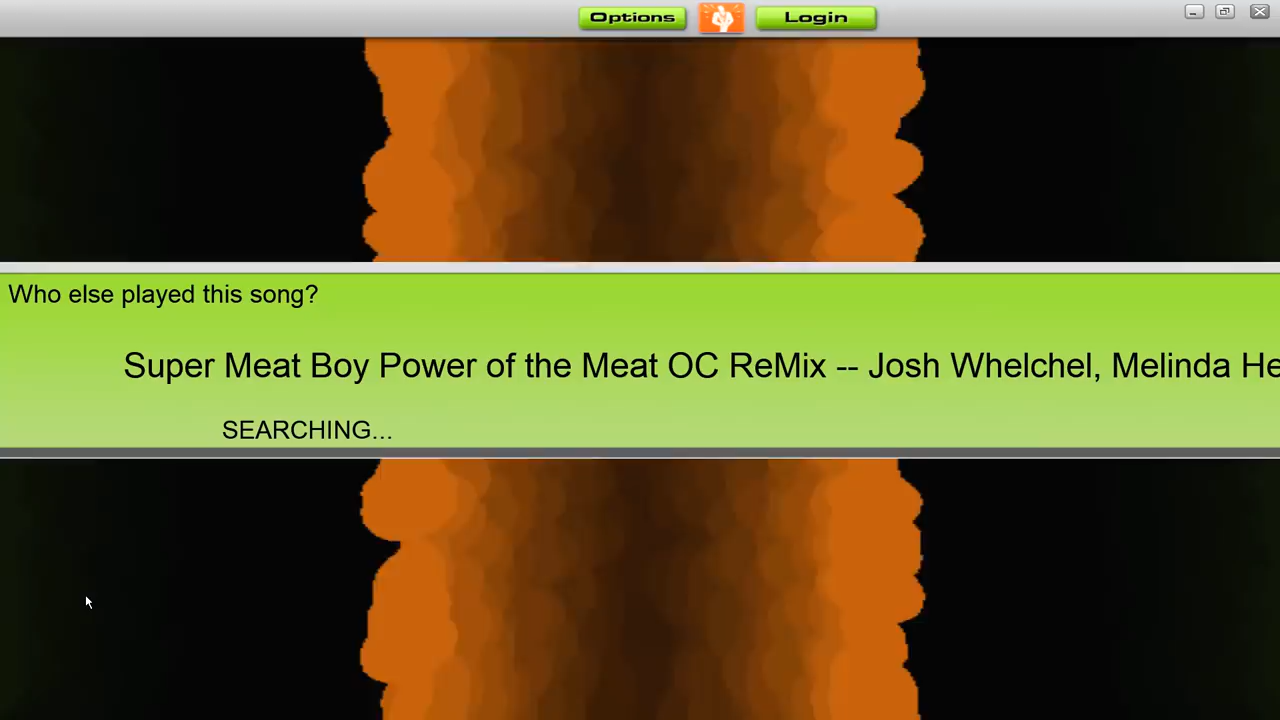 Options Login
Who else played this song?
Super Meat Boy Power of the Meat OC ReMix -- Josh Whelchel, Melinda
SEARCHING...